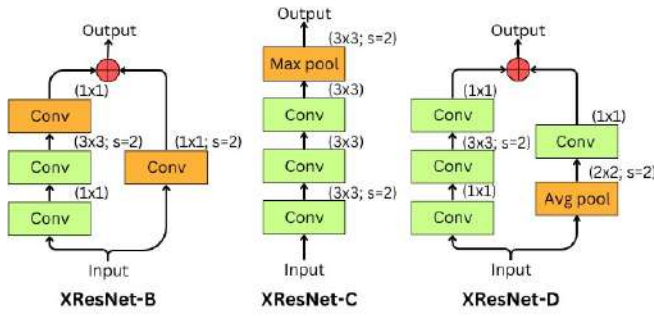 Output
(1x1)
Conv
(3x3; s=2)
(1x1; s=2)
Conv
Conv
(1x1)
Conv
Input
XResNet-B
Output
(3x3; s=2)
Max pool
(3x3)
Conv
(3x3)
Conv
(3x3; s=2)
Conv
Input
XResNet-C
Output
(1x1)
Conv
(1x1)
(3x3; s=2)
Conv
Conv
(2x2; s=2)
(1x1)
Avg pool
Conv
Input
XResNet-D